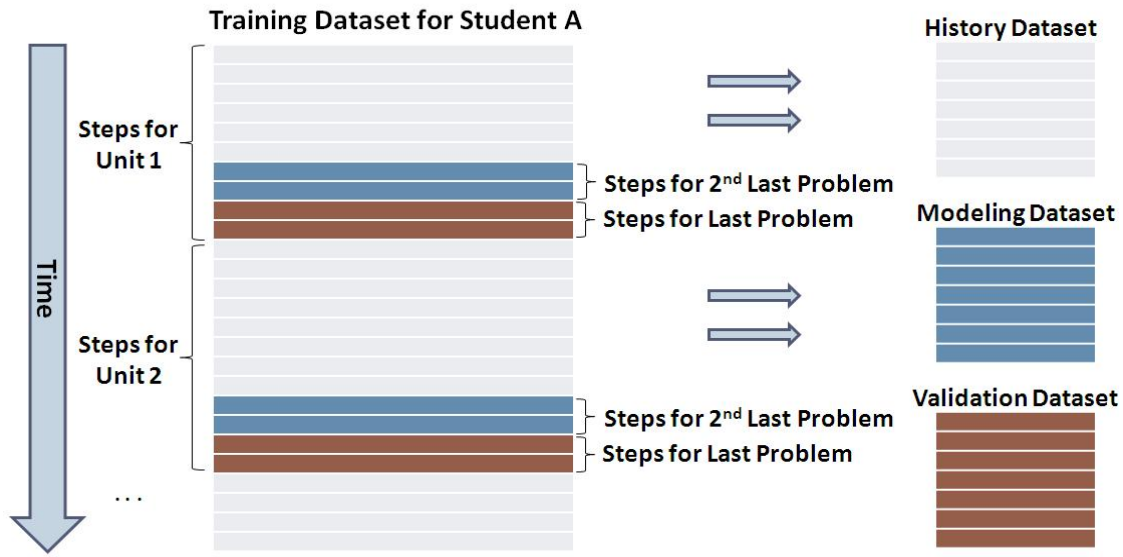 Training Dataset for Student A
History Dataset
Steps for
Unit 1
Steps for 2nd Last Problem
Steps for Last Problem
Modeling Dataset
Time
Steps for
Unit 2
Validation Dataset
Steps for 2nd Last Problem
Steps for Last Problem
...